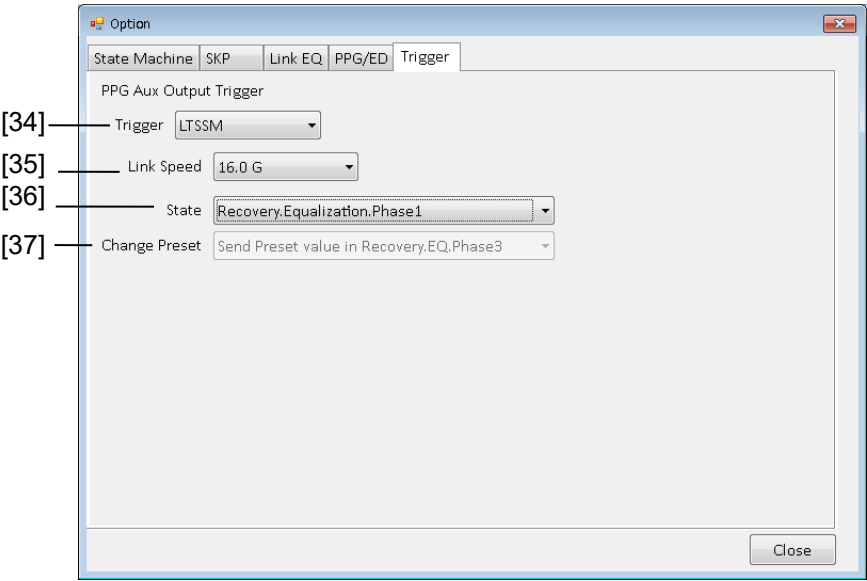 Option
State Machine SKP Link EQ PPG/ED Trigger
PPG Aux Output Trigger
[34] Trigger LTSSM
[35] Link Speed 16.0 G
[36] State Recovery.Equalization.Phase1
[37] Change Preset Send Preset value in Recovery.EQ.Phase3
Close